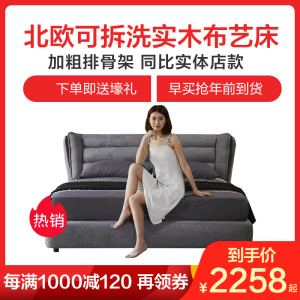 北欧可拆洗实木布艺床
加粗排骨架 同比实体店款
下单即送壕礼 早买抢年前到货
热销
到手价
每满1000减120 再领券
¥2258起